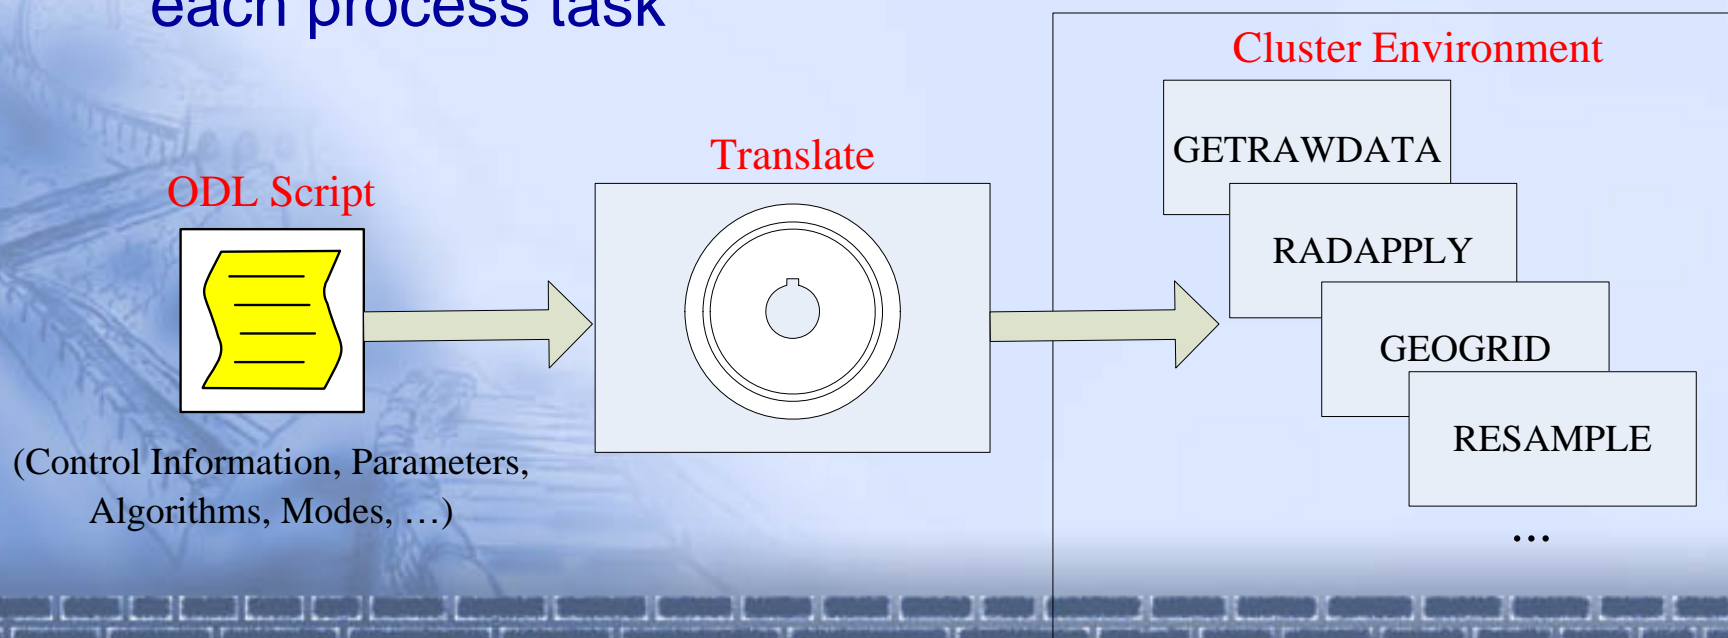 each process task
Cluster Environment
GETRAWDATA
Translate
ODL Script
RADAPPLY
GEOGRID
RESAMPLE
(Control Information, Parameters,
Algorithms, Modes, …)
…